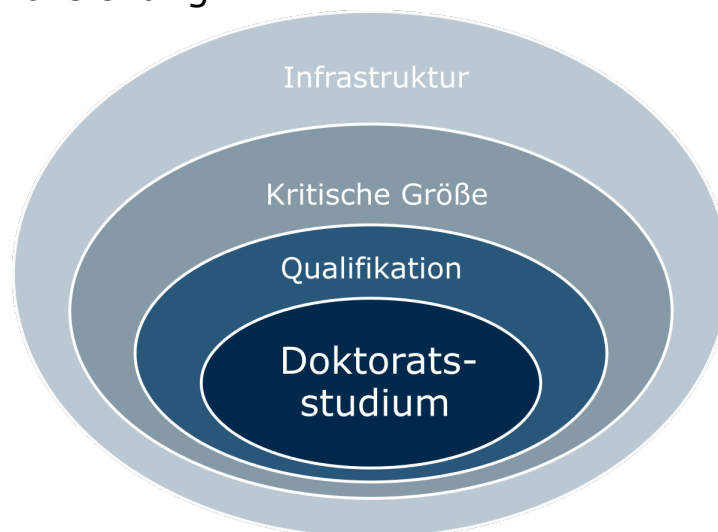 Infrastruktur
Kritische Größe
Qualifikation
Doktorats-
studium